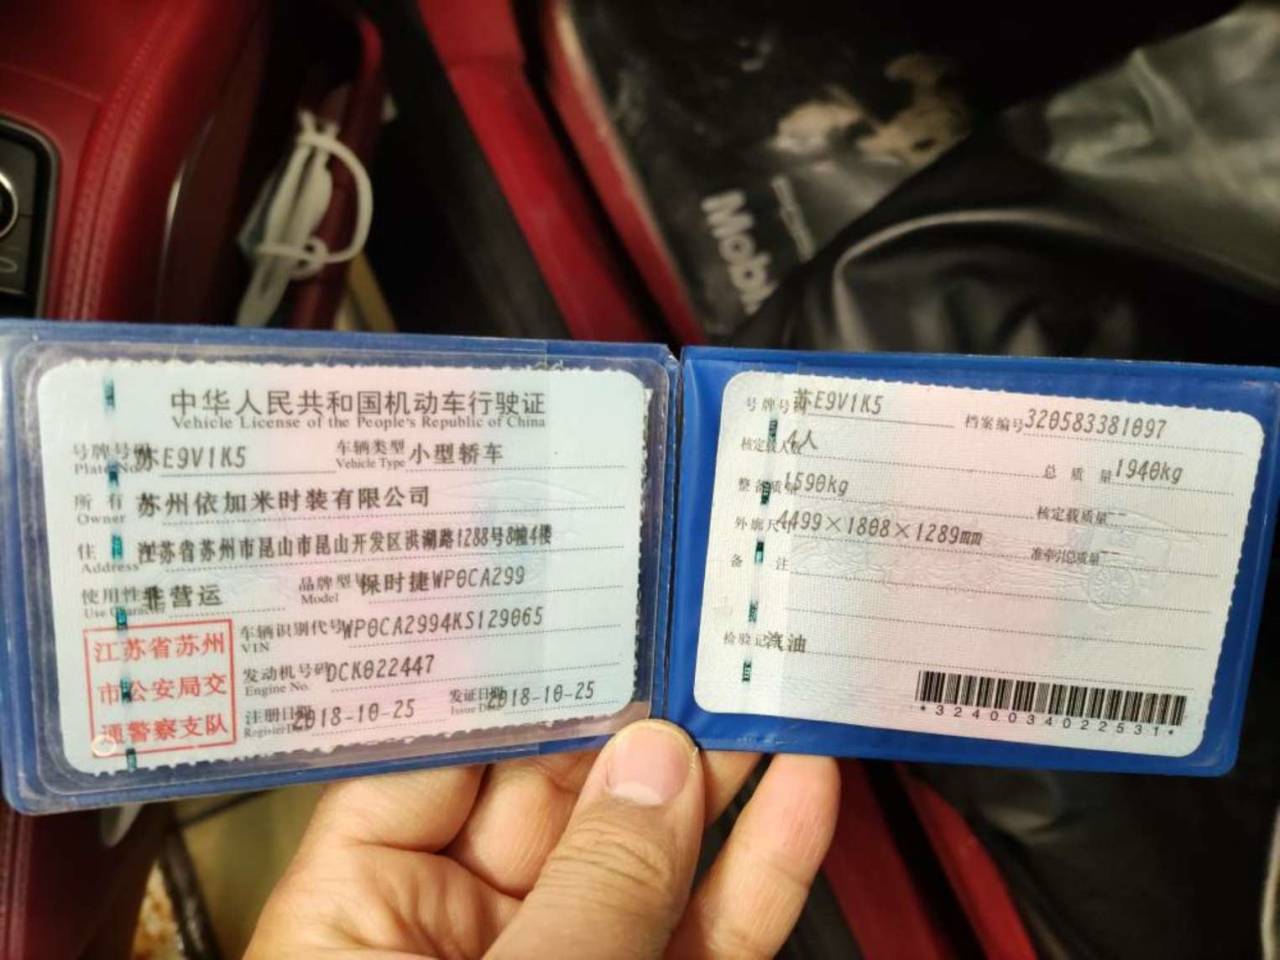 Mobil
中华人民共和国机动车行驶证
Vehicle License of the People's Republic of China
号牌号码 苏E9V1K5 车辆类型 小型轿车
Plate No. Vehicle Type
所有 苏州依加米时装有限公司
Owner
住 江苏省苏州市昆山市昆山开发区洪湖路1288号8幢4楼
Address
使用性 非营运 品牌型号 保时捷WP0CA299
Use Character Model
江苏省苏州
市公安局交
通警察支队
车辆识别代号 WP0CA2994KS129065
VIN
发动机号码 DCK022447
Engine No.
注册日期 2018-10-25 发证日期 2018-10-25
Register Date Issue Date
号牌号码 苏E9V1K5 档案编号 320583381097
核定载人数 4人 总质量 1940kg
整备质量 1590kg 核定载质量 --
外廓尺寸 4499×1808×1289mm 准牵引总质量 --
备注
检验记录 汽油
*3240034022531*